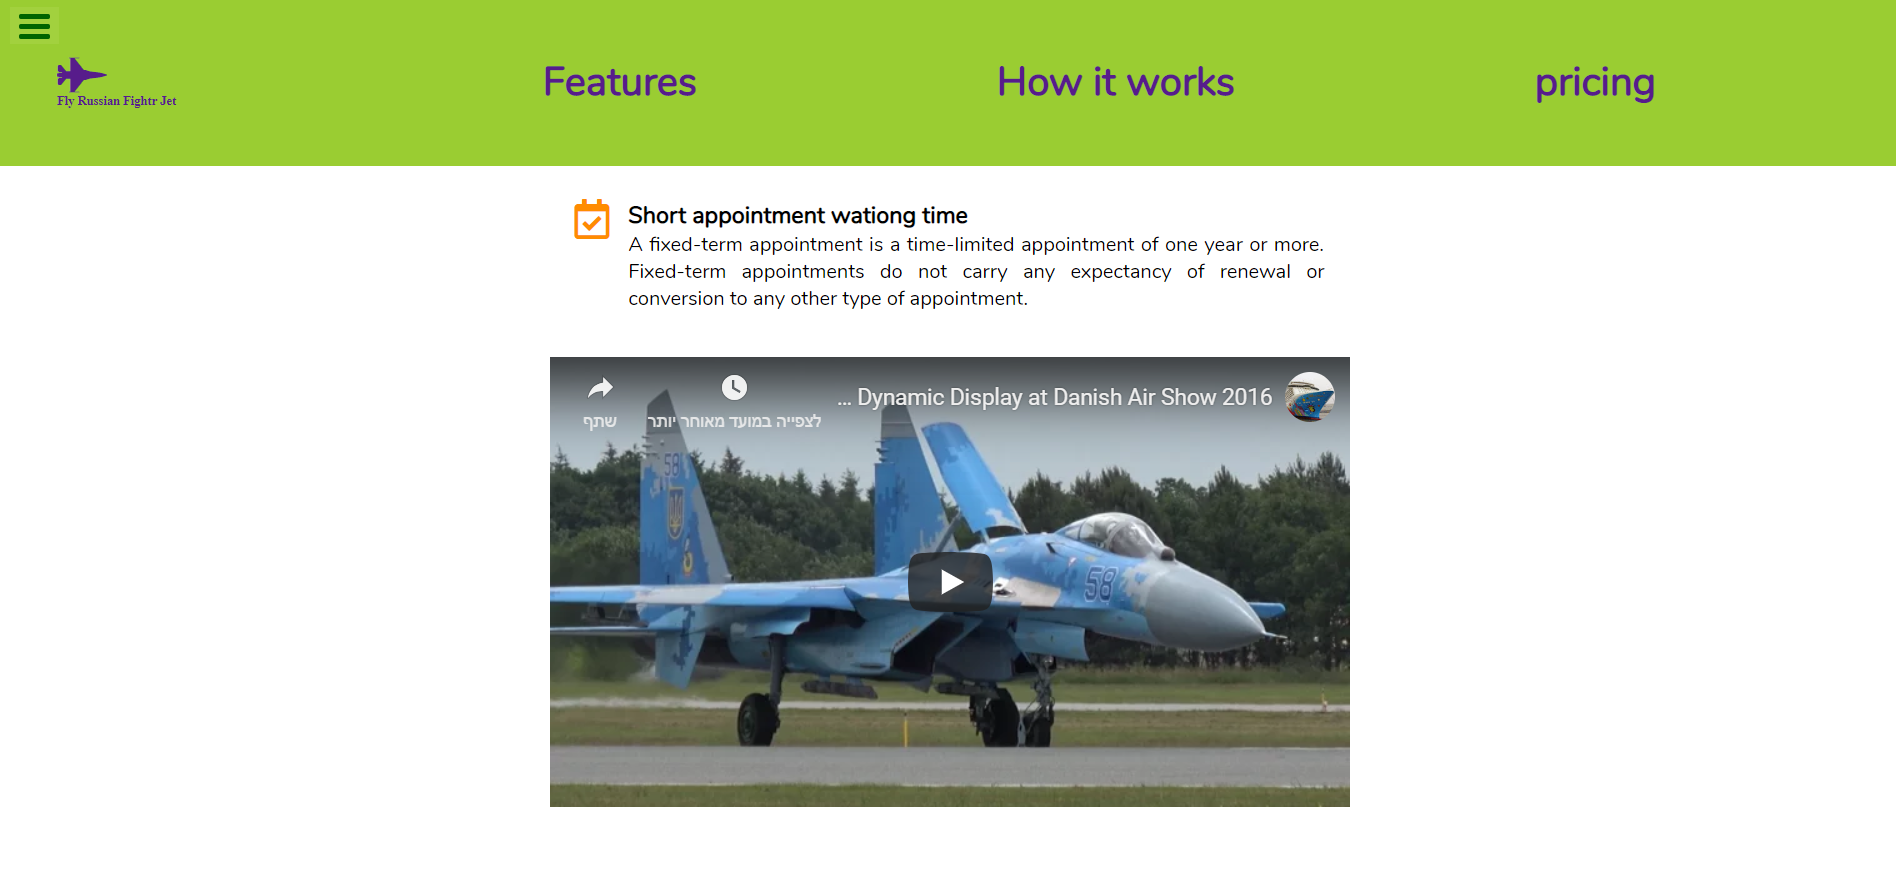 Fly Russian Fightr Jet
Features
How it works
pricing
Short appointment wationg time
A fixed-term appointment is a time-limited appointment of one year or more.
Fixed-term appointments do not carry any expectancy of renewal or
conversion to any other type of appointment.
... Dynamic Display at Danish Air Show 2016
לצפייה במועד מאוחר יותר
שתף
58
58